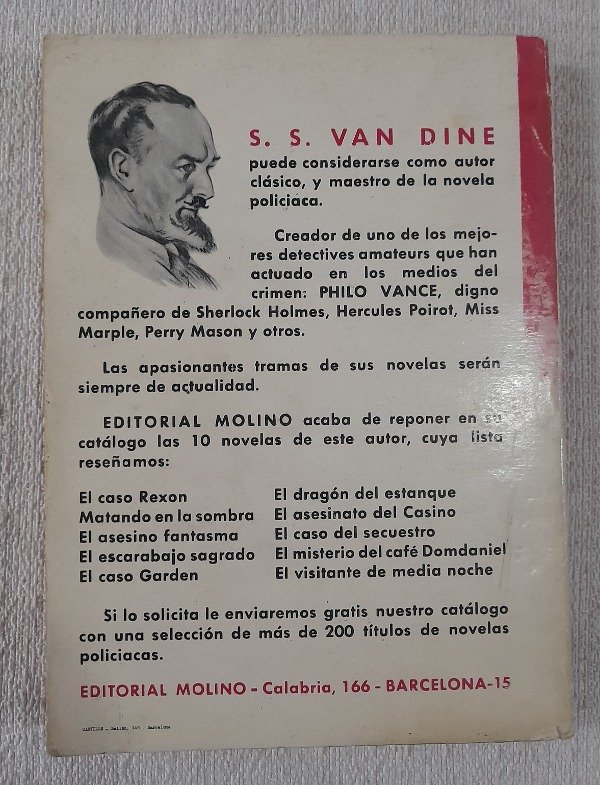 S. S. VAN DINE
puede considerarse como autor
clásico, y maestro de la novela
policiaca.
Creador de uno de los mejo-
res detectives amateurs que han
actuado en los medios del
crimen: PHILO VANCE, digno
compañero de Sherlock Holmes, Hercules Poirot, Miss
Marple, Perry Mason y otros.
Las apasionantes tramas de sus novelas serán
siempre de actualidad.
EDITORIAL MOLINO acaba de reponer en su
catálogo las 10 novelas de este autor, cuya lista
reseñamos:
El caso Rexon
Matando en la sombra
El asesino fantasma
El escarabajo sagrado
El caso Garden
El dragón del estanque
El asesinato del Casino
El caso del secuestro
El misterio del café Domdaniel
El visitante de media noche
Si lo solicita le enviaremos gratis nuestro catálogo
con una selección de más de 200 títulos de novelas
policiacas.
EDITORIAL MOLINO - Calabria, 166 - BARCELONA-15
Barcelona